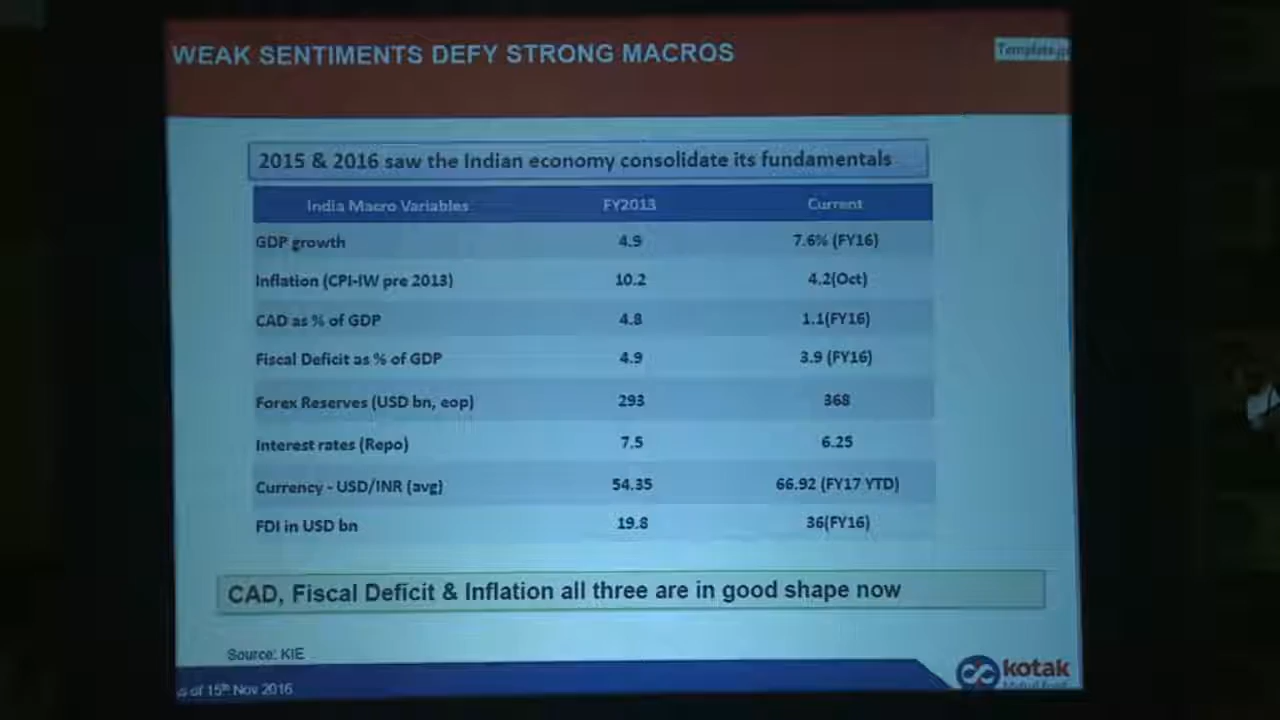 WEAK SENTIMENTS DEFY STRONG MACROS
2015 & 2016 saw the Indian economy consolidate its fundamentals
India Macro Variables FY2013 Current
GDP growth 4.9 7.6% (FY16)
Inflation (CPI-IW pre 2013) 10.2 4.2(Oct)
CAD as % of GDP 4.8 1.1(FY16)
Fiscal Deficit as % of GDP 4.9 3.9 (FY16)
Forex Reserves (USD bn, eop) 293 368
Interest rates (Repo) 7.5 6.25
Currency - USD/INR (avg) 54.35 66.92 (FY17 YTD)
FDI in USD bn 19.8 36(FY16)
CAD, Fiscal Deficit & Inflation all three are in good shape now
Source: KIE
of 15th Nov 2016
kotak